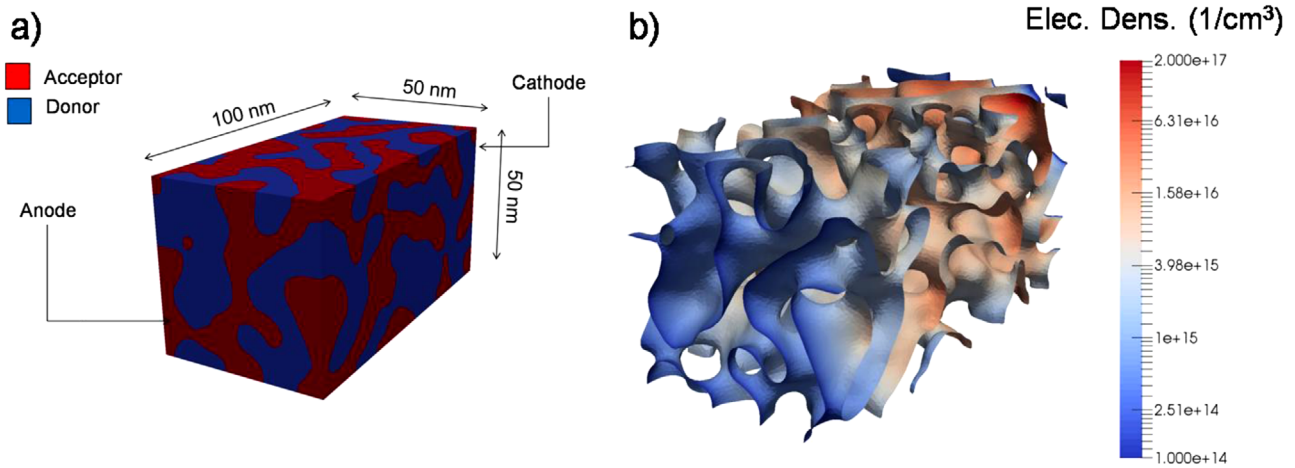 a)
Acceptor
Donor
Anode
100 nm
50 nm
Cathode
50 nm
b)
Elec. Dens. (1/cm³)
2.000e+17
6.31e+16
1.58e+16
3.98e+15
1e+15
2.51e+14
1.000e+14